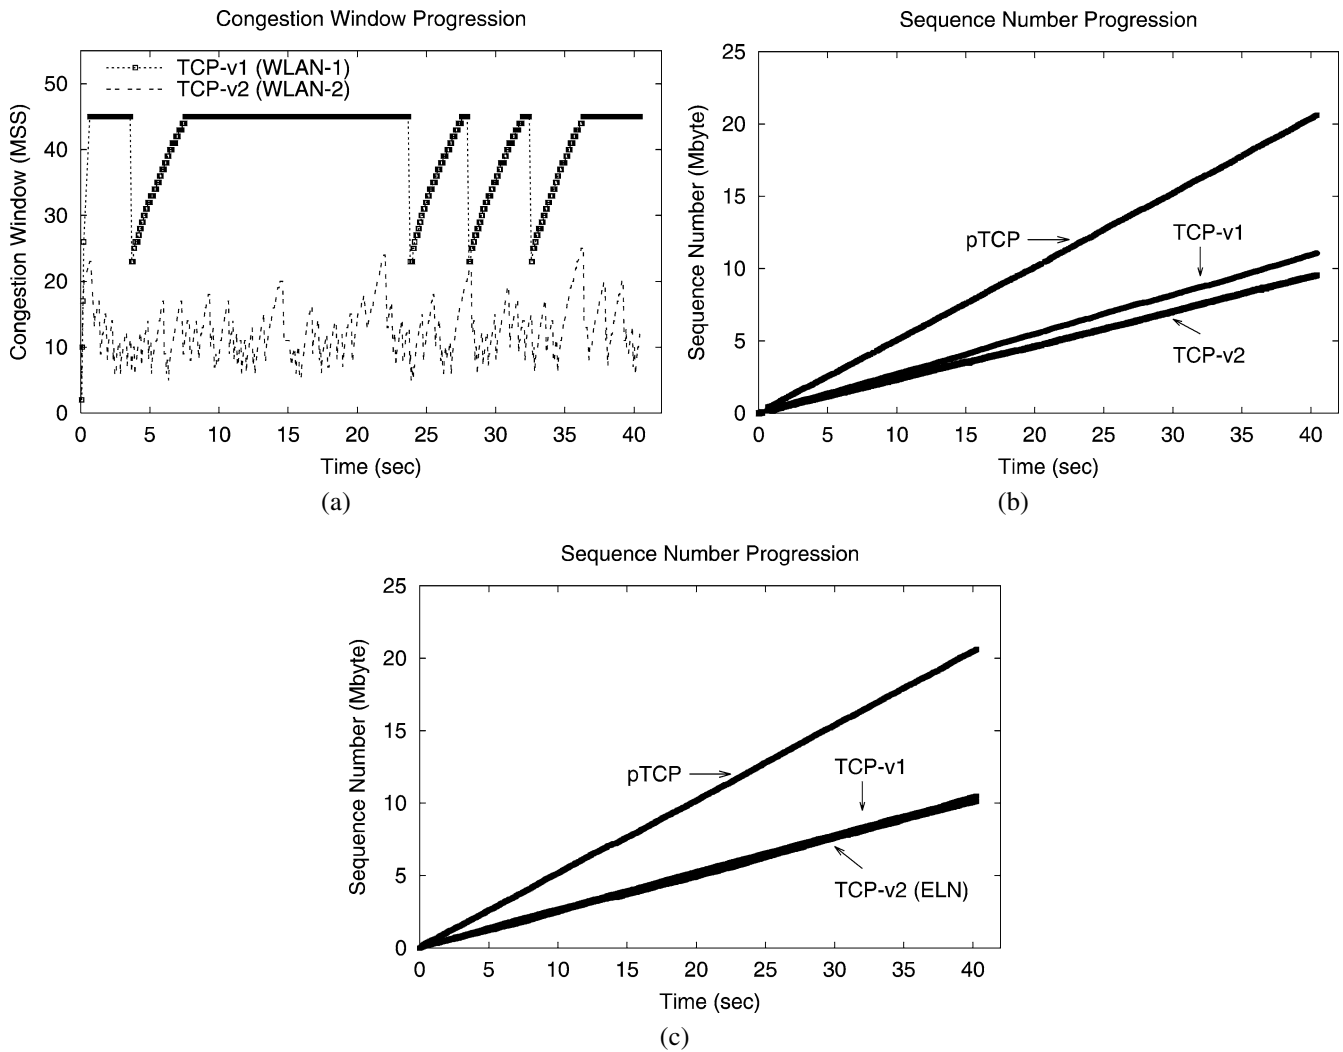 Congestion Window Progression
Congestion Window (MSS)
50
40
30
20
10
0
TCP-v1 (WLAN-1)
TCP-v2 (WLAN-2)
0 5 10 15 20 25 30 35 40
Time (sec)
(a)
Sequence Number Progression
Sequence Number (Mbyte)
25
20
15
10
5
0
pTCP
TCP-v1
TCP-v2
0 5 10 15 20 25 30 35 40
Time (sec)
(b)
Sequence Number Progression
Sequence Number (Mbyte)
25
20
15
10
5
0
pTCP
TCP-v1
TCP-v2 (ELN)
0 5 10 15 20 25 30 35 40
Time (sec)
(c)